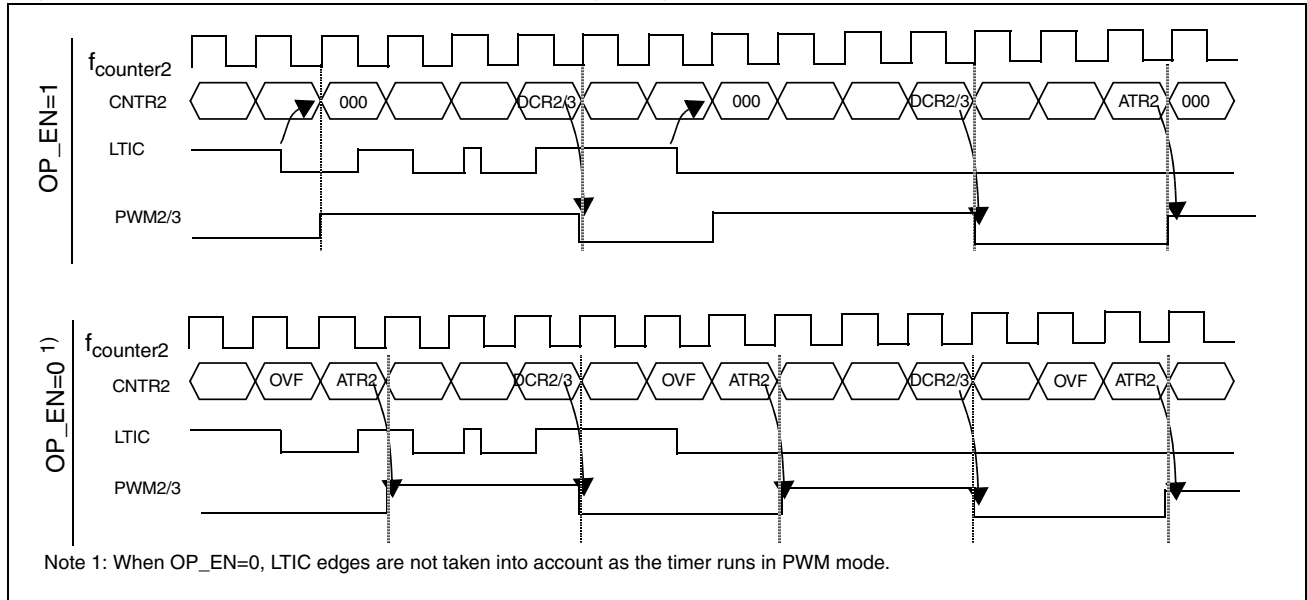 OP_EN=1
fcounter2
CNTR2 000 DCR2/3 000 DCR2/3 ATR2 000
LTIC
PWM2/3
OP_EN=0 1)
fcounter2
CNTR2 OVF ATR2 DCR2/3 OVF ATR2 DCR2/3 OVF ATR2
LTIC
PWM2/3
Note 1: When OP_EN=0, LTIC edges are not taken into account as the timer runs in PWM mode.